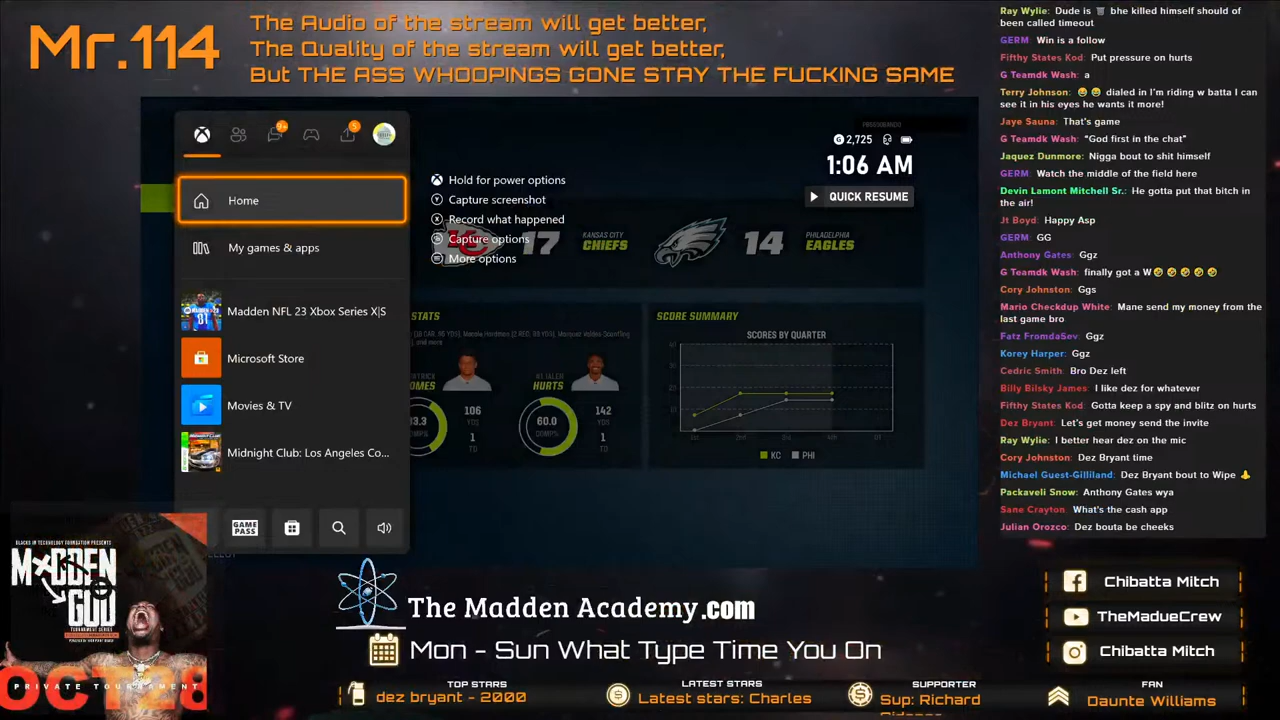 Mr.114
The Audio of the stream will get better,
The Quality of the stream will get better,
But THE ASS WHOOPINGS GONE STAY THE FUCKING SAME
9+
5
2,725
1:06 AM
QUICK RESUME
Home
My games & apps
Madden NFL 23 Xbox Series X|S
Microsoft Store
Movies & TV
Midnight Club: Los Angeles Co...
GAME
PASS
Hold for power options
Capture screenshot
Record what happened
Capture options
More options
17
KANSAS CITY
CHIEFS
14
PHILADELPHIA
EAGLES
STATS
HURTS
106
YDS
1
TD
60.0
COMP%
142
YDS
1
TD
SCORE SUMMARY
SCORES BY QUARTER
KC
PHI
Ray Wylie: Dude is 🗑 bhe killed himself should of
been called timeout
GERM Win is a follow
Fifthy States Kod: Put pressure on hurts
G Teamdk Wash: a
Terry Johnson: 😂 😂 dialed in I'm riding w batta I can
see it in his eyes he wants it more!
Jaye Sauna: That's game
G Teamdk Wash: "God first in the chat"
Jaquez Dunmore: Nigga bout to shit himself
GERM: Watch the middle of the field here
Devin Lamont Mitchell Sr.: He gotta put that bitch in
the air!
Jt Boyd: Happy Asp
GERM: GG
Anthony Gates: Ggz
G Teamdk Wash: finally got a W🤣 🤣 🤣 🤣 🤣
Cory Johnston: Ggs
Mario Checkdup White: Mane send my money from the
last game bro
Fatz FromdaSov: Ggz
Korey Harper: Ggz
Cedric Smith: Bro Dez left
Billy Bilsky James: I like dez for whatever
Fifthy States Kod: Gotta keep a spy and blitz on hurts
Dez Bryant: Let's get money send the invite
Ray Wylie: I better hear dez on the mic
Cory Johnston: Dez Bryant time
Michael Guest-Gilliland: Dez Bryant bout to Wipe
Packaveli Snow: Anthony Gates wya
Sane Crayton: What's the cash app
Julian Orozco: Dez bouta be cheeks
BLACKS IN TECHNOLOGY FOUNDATION PRESENTS
MADDEN
GOD
TOURNAMENT SERIES
PRIVATE TOURNAMENT
The Madden Academy.com
Mon - Sun What Type Time You On
Chibatta Mitch
TheMadueCrew
Chibatta Mitch
TOP STARS
dez bryant - 2000
LATEST STARS
Latest stars: Charles
SUPPORTER
Sup: Richard
FAN
Daunte Williams